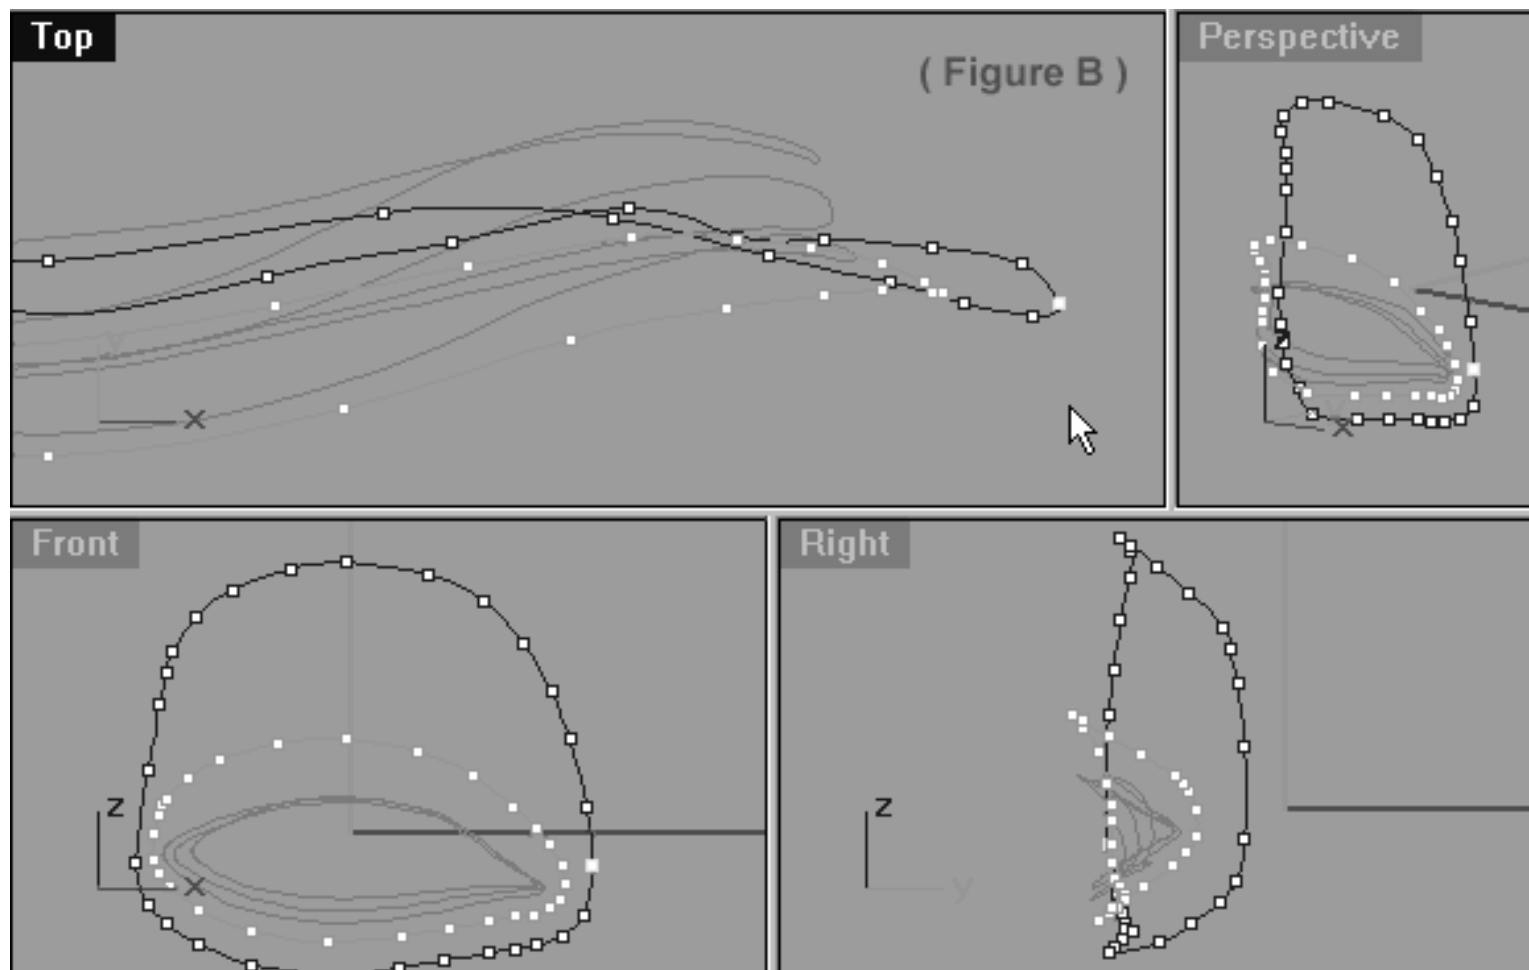 Top
( Figure B )
Perspective
y
x
y
x
Front
Right
z
x
z
y